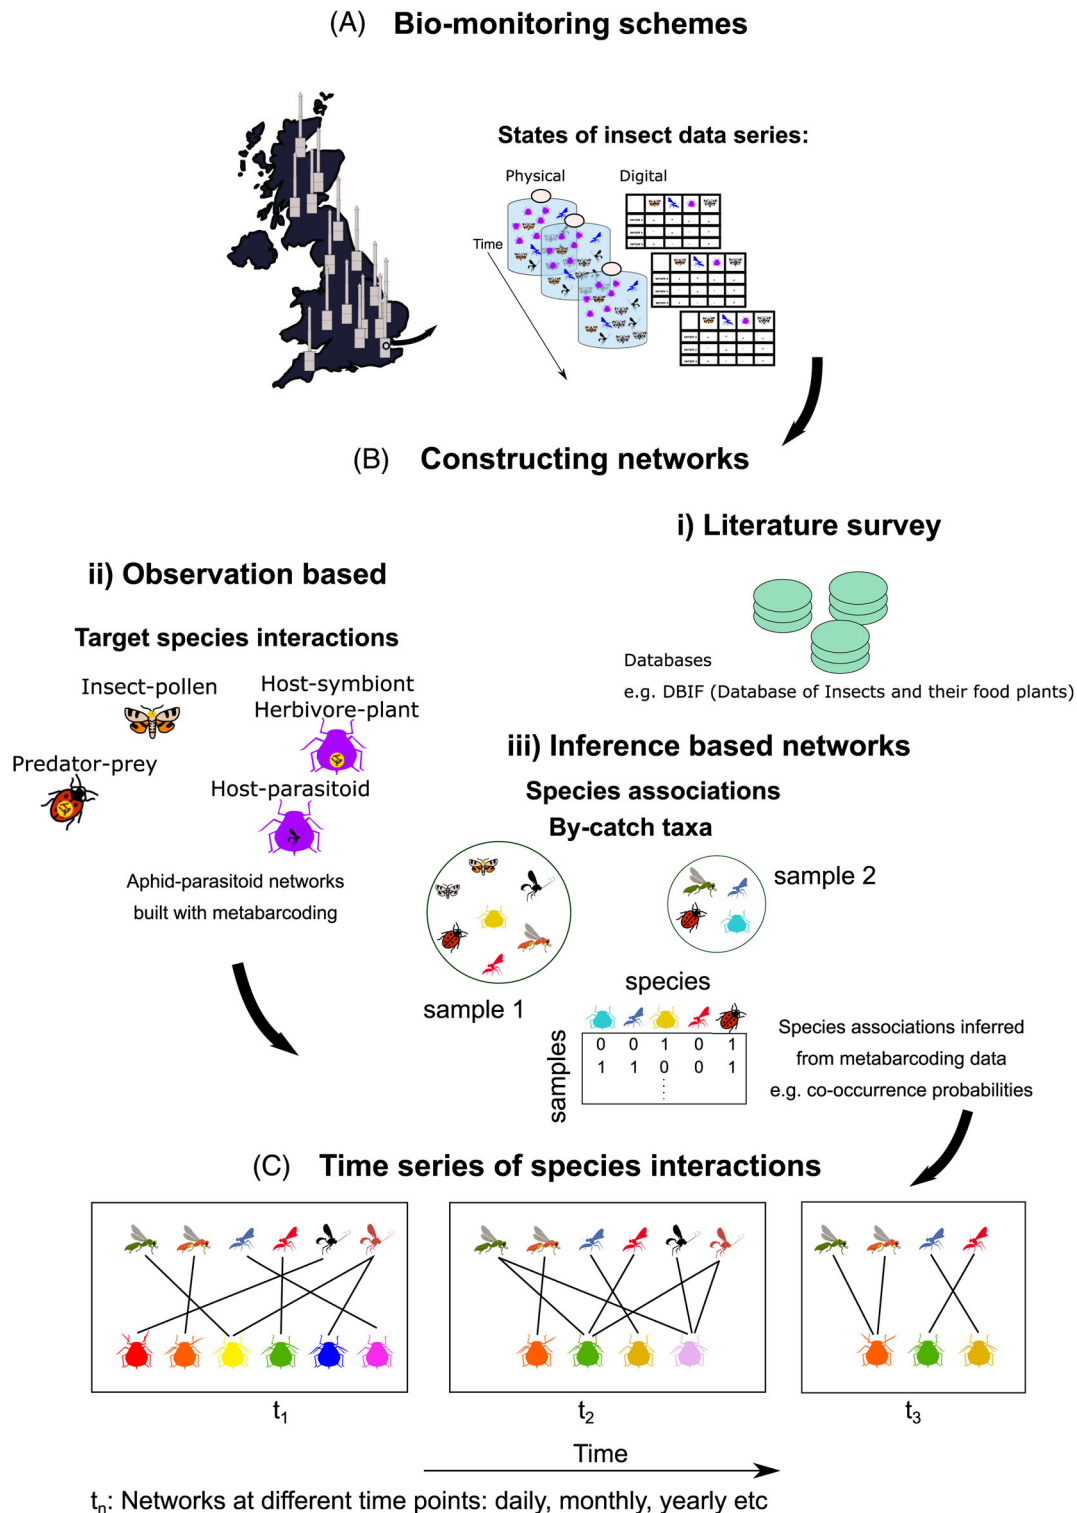 (A) Bio-monitoring schemes
States of insect data series:
Physical
Digital
Time
(B) Constructing networks
i) Literature survey
Databases
e.g. DBIF (Database of Insects and their food plants)
ii) Observation based
Target species interactions
Insect-pollen
Host-symbiont
Herbivore-plant
Predator-prey
Host-parasitoid
Aphid-parasitoid networks
built with metabarcoding
iii) Inference based networks
Species associations
By-catch taxa
sample 1
sample 2
species
samples
0 0 1 0 1
1 1 0 0 1
Species associations inferred
from metabarcoding data
e.g. co-occurrence probabilities
(C) Time series of species interactions
t1
t2
t3
Time
tn: Networks at different time points: daily, monthly, yearly etc